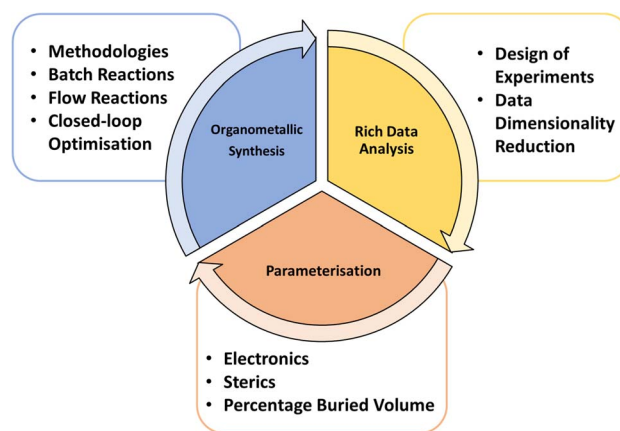 • Methodologies
• Batch Reactions
• Flow Reactions
• Closed-loop
Optimisation
Organometallic
Synthesis
Rich Data
Analysis
• Design of
Experiments
• Data
Dimensionality
Reduction
Parameterisation
• Electronics
• Sterics
• Percentage Buried Volume